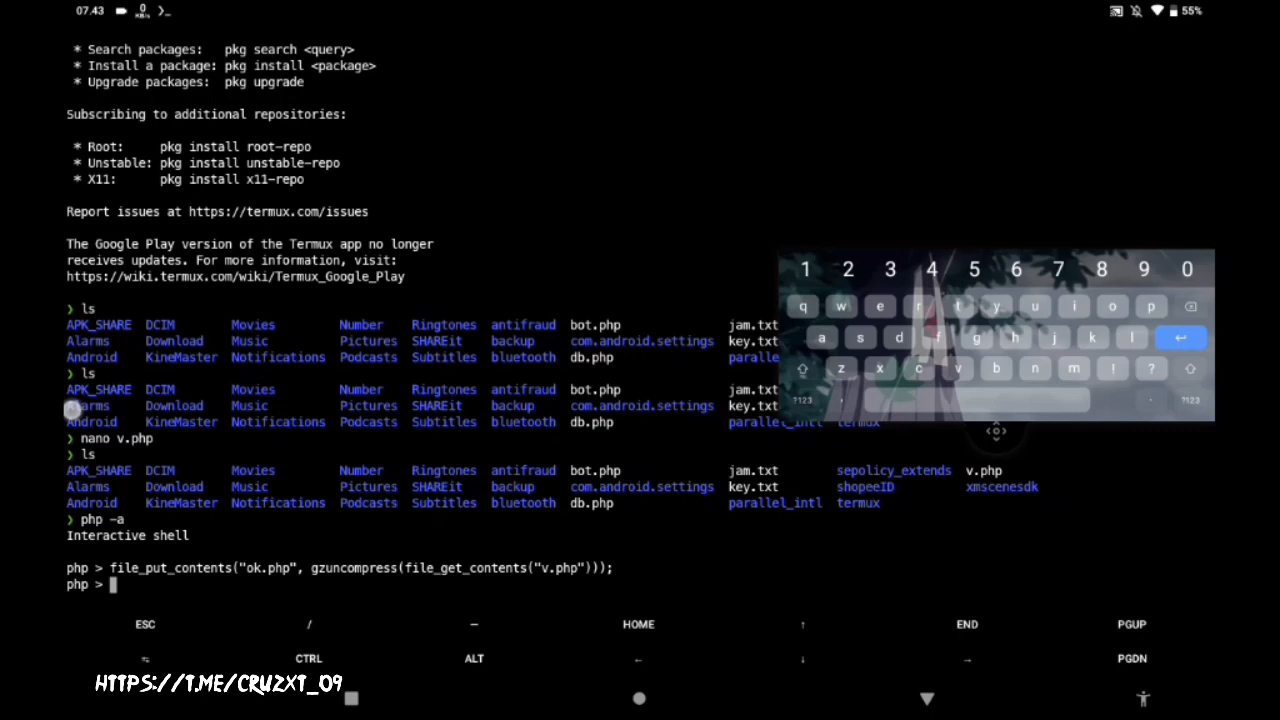 07.43 0 KB/s >_ 55%
* Search packages: pkg search <query>
* Install a package: pkg install <package>
* Upgrade packages: pkg upgrade
Subscribing to additional repositories:
* Root: pkg install root-repo
* Unstable: pkg install unstable-repo
* X11: pkg install x11-repo
Report issues at https://termux.com/issues
The Google Play version of the Termux app no longer
receives updates. For more information, visit:
https://wiki.termux.com/wiki/Termux_Google_Play
❯ ls
APK_SHARE DCIM Movies Number Ringtones antifraud bot.php jam.txt
Alarms Download Music Pictures SHAREit backup com.android.settings key.txt
Android KineMaster Notifications Podcasts Subtitles bluetooth db.php
❯ ls
APK_SHARE DCIM Movies Number Ringtones antifraud bot.php jam.txt
Alarms Download Music Pictures SHAREit backup com.android.settings key.txt
Android KineMaster Notifications Podcasts Subtitles bluetooth db.php parallel_intl termux
❯ nano v.php
❯ ls
APK_SHARE DCIM Movies Number Ringtones antifraud bot.php jam.txt sepolicy_extends v.php
Alarms Download Music Pictures SHAREit backup com.android.settings key.txt shopeeID xmscenesdk
Android KineMaster Notifications Podcasts Subtitles bluetooth db.php parallel_intl termux
❯ php -a
Interactive shell
php > file_put_contents("ok.php", gzuncompress(file_get_contents("v.php")));
php >
1 2 3 4 5 6 7 8 9 0
q w e r t y u i o p
a s d f g h j k l
z x c v b n m ! ?
?123 , . ?123
ESC / — HOME ↑ END PGUP
↹ CTRL ALT ← ↓ → PGDN
HTTPS://T.ME/CRUZXT_09